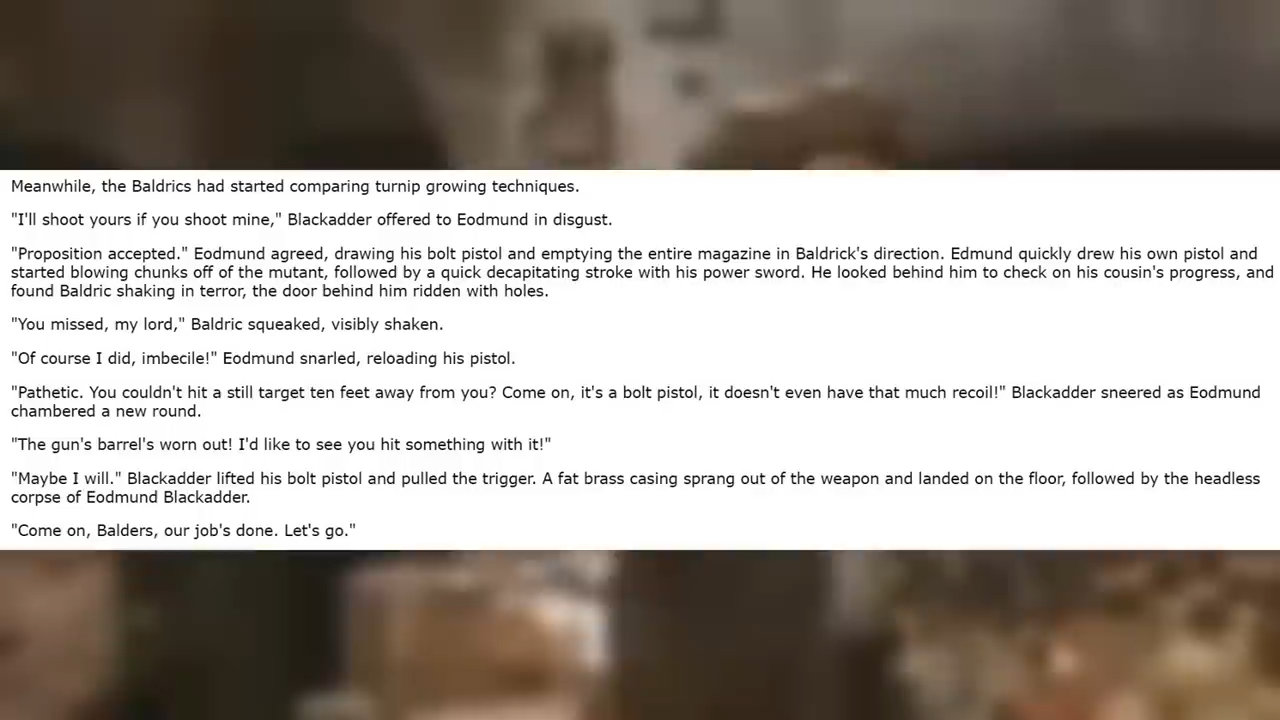 Meanwhile, the Baldrics had started comparing turnip growing techniques.
"I'll shoot yours if you shoot mine," Blackadder offered to Eodmund in disgust.
"Proposition accepted." Eodmund agreed, drawing his bolt pistol and emptying the entire magazine in Baldrick's direction. Edmund quickly drew his own pistol and
started blowing chunks off of the mutant, followed by a quick decapitating stroke with his power sword. He looked behind him to check on his cousin's progress, and
found Baldric shaking in terror, the door behind him ridden with holes.
"You missed, my lord," Baldric squeaked, visibly shaken.
"Of course I did, imbecile!" Eodmund snarled, reloading his pistol.
"Pathetic. You couldn't hit a still target ten feet away from you? Come on, it's a bolt pistol, it doesn't even have that much recoil!" Blackadder sneered as Eodmund
chambered a new round.
"The gun's barrel's worn out! I'd like to see you hit something with it!"
"Maybe I will." Blackadder lifted his bolt pistol and pulled the trigger. A fat brass casing sprang out of the weapon and landed on the floor, followed by the headless
corpse of Eodmund Blackadder.
"Come on, Balders, our job's done. Let's go."